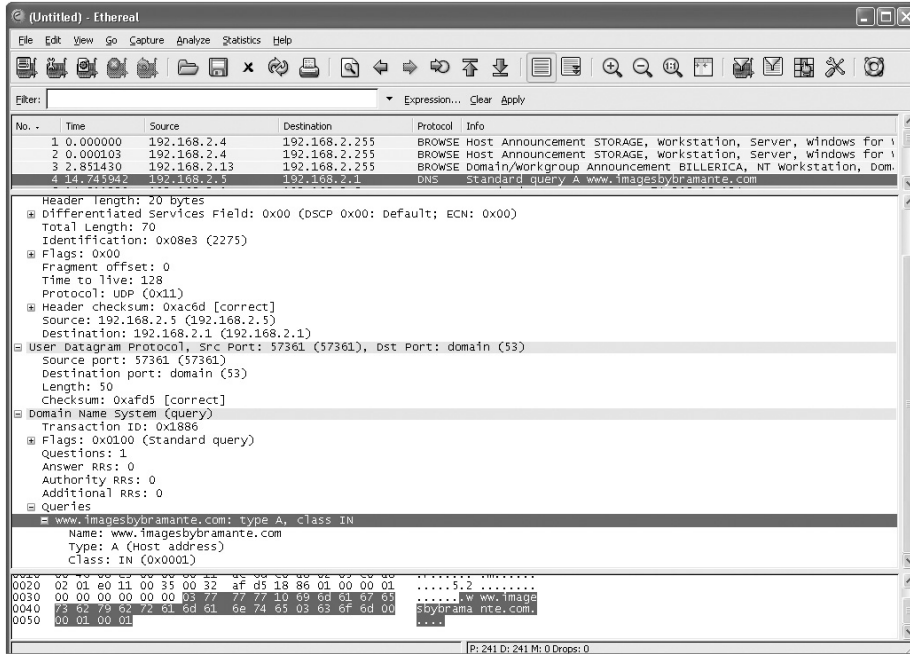 (Untitled) - Ethereal
File Edit View Go Capture Analyze Statistics Help
Filter: Expression... Clear Apply
No. - Time Source Destination Protocol Info
1 0.000000 192.168.2.4 192.168.2.255 BROWSE Host Announcement STORAGE, Workstation, Server, Windows for
2 0.000103 192.168.2.4 192.168.2.255 BROWSE Host Announcement STORAGE, Workstation, Server, Windows for
3 2.851430 192.168.2.13 192.168.2.255 BROWSE Domain/Workgroup Announcement BILLERICA, NT Workstation, Dom
4 14.745942 192.168.2.5 192.168.2.1 DNS Standard query A www.imagesbybramante.com
Header length: 20 bytes
Differentiated Services Field: 0x00 (DSCP 0x00: Default; ECN: 0x00)
Total Length: 70
Identification: 0x08e3 (2275)
Flags: 0x00
Fragment offset: 0
Time to live: 128
Protocol: UDP (0x11)
Header checksum: 0xac6d [correct]
Source: 192.168.2.5 (192.168.2.5)
Destination: 192.168.2.1 (192.168.2.1)
User Datagram Protocol, Src Port: 57361 (57361), Dst Port: domain (53)
Source port: 57361 (57361)
Destination port: domain (53)
Length: 50
Checksum: 0xafd5 [correct]
Domain Name System (query)
Transaction ID: 0x1886
Flags: 0x0100 (Standard query)
Questions: 1
Answer RRs: 0
Authority RRs: 0
Additional RRs: 0
Queries
www.imagesbybramante.com: type A, class IN
Name: www.imagesbybramante.com
Type: A (Host address)
Class: IN (0x0001)
0020 02 01 e0 11 00 35 00 32 af d5 18 86 01 00 00 01 .....5.2 ........
0030 00 00 00 00 00 00 03 77 77 77 10 69 6d 61 67 65 .......w ww.image
0040 73 62 79 62 72 61 6d 61 6e 74 65 03 63 6f 6d 00 sbybrama nte.com.
0050 00 01 00 01 ....
P: 241 D: 241 M: 0 Drops: 0